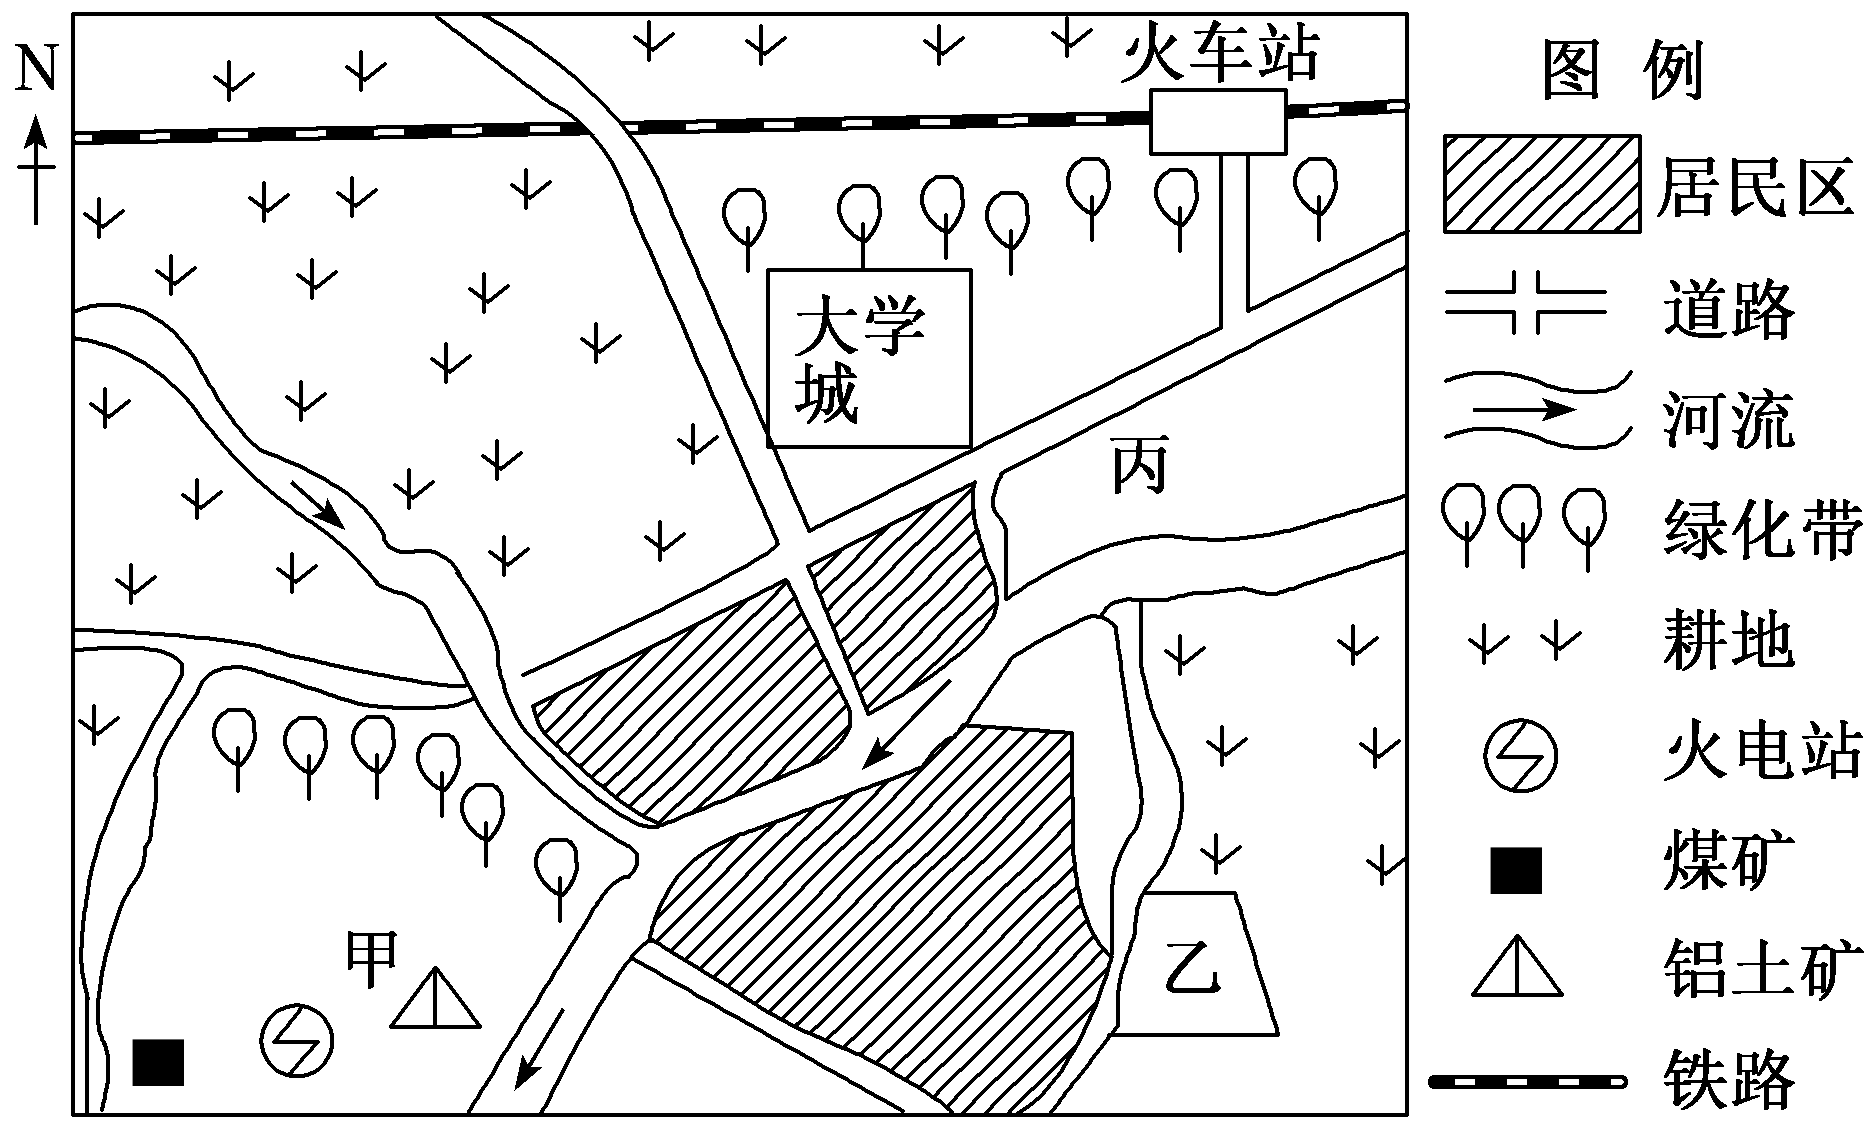 N
火车站
大学
城
丙
甲
乙
图 例
居民区
道路
河流
绿化带
耕地
火电站
煤矿
铝土矿
铁路